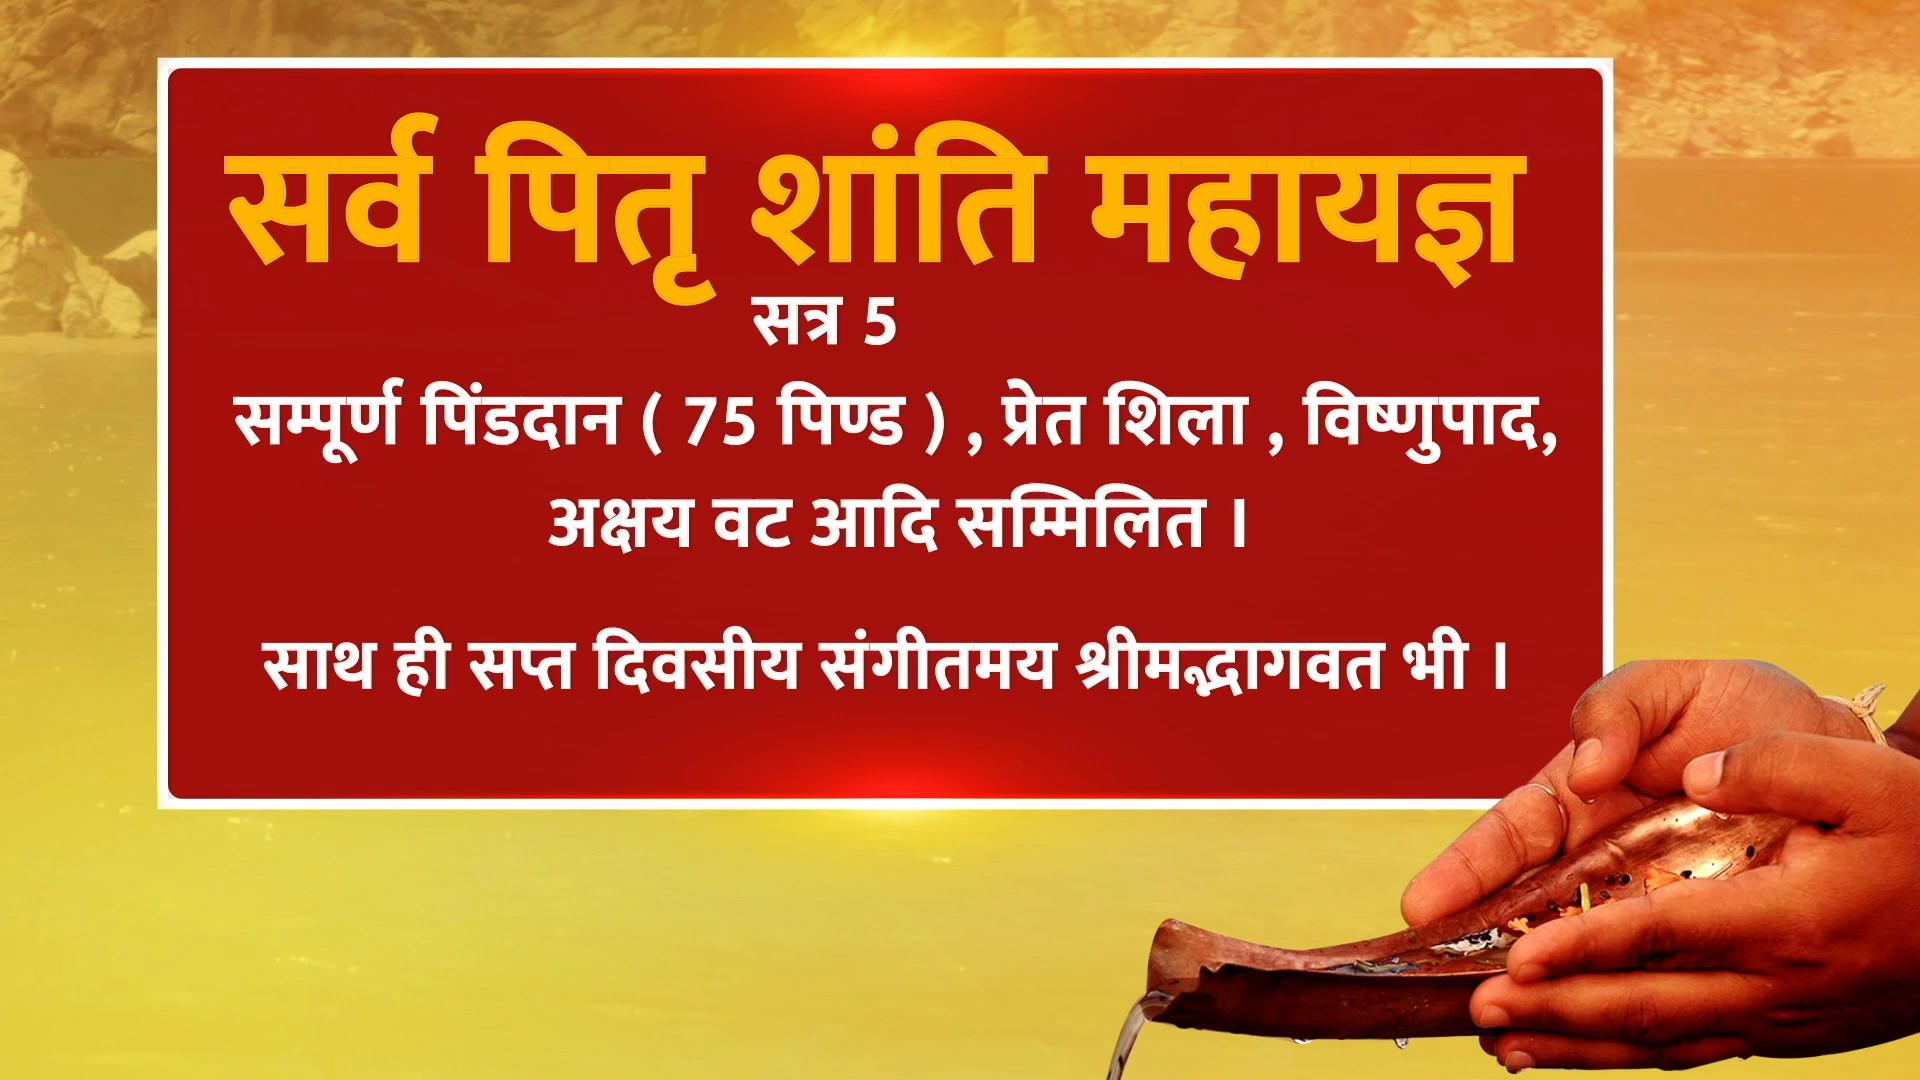 सर्व पितृ शांति महायज्ञ
सत्र 5
सम्पूर्ण पिंडदान ( 75 पिण्ड ) , प्रेत शिला , विष्णुपाद,
अक्षय वट आदि सम्मिलित ।
साथ ही सप्त दिवसीय संगीतमय श्रीमद्भागवत भी ।